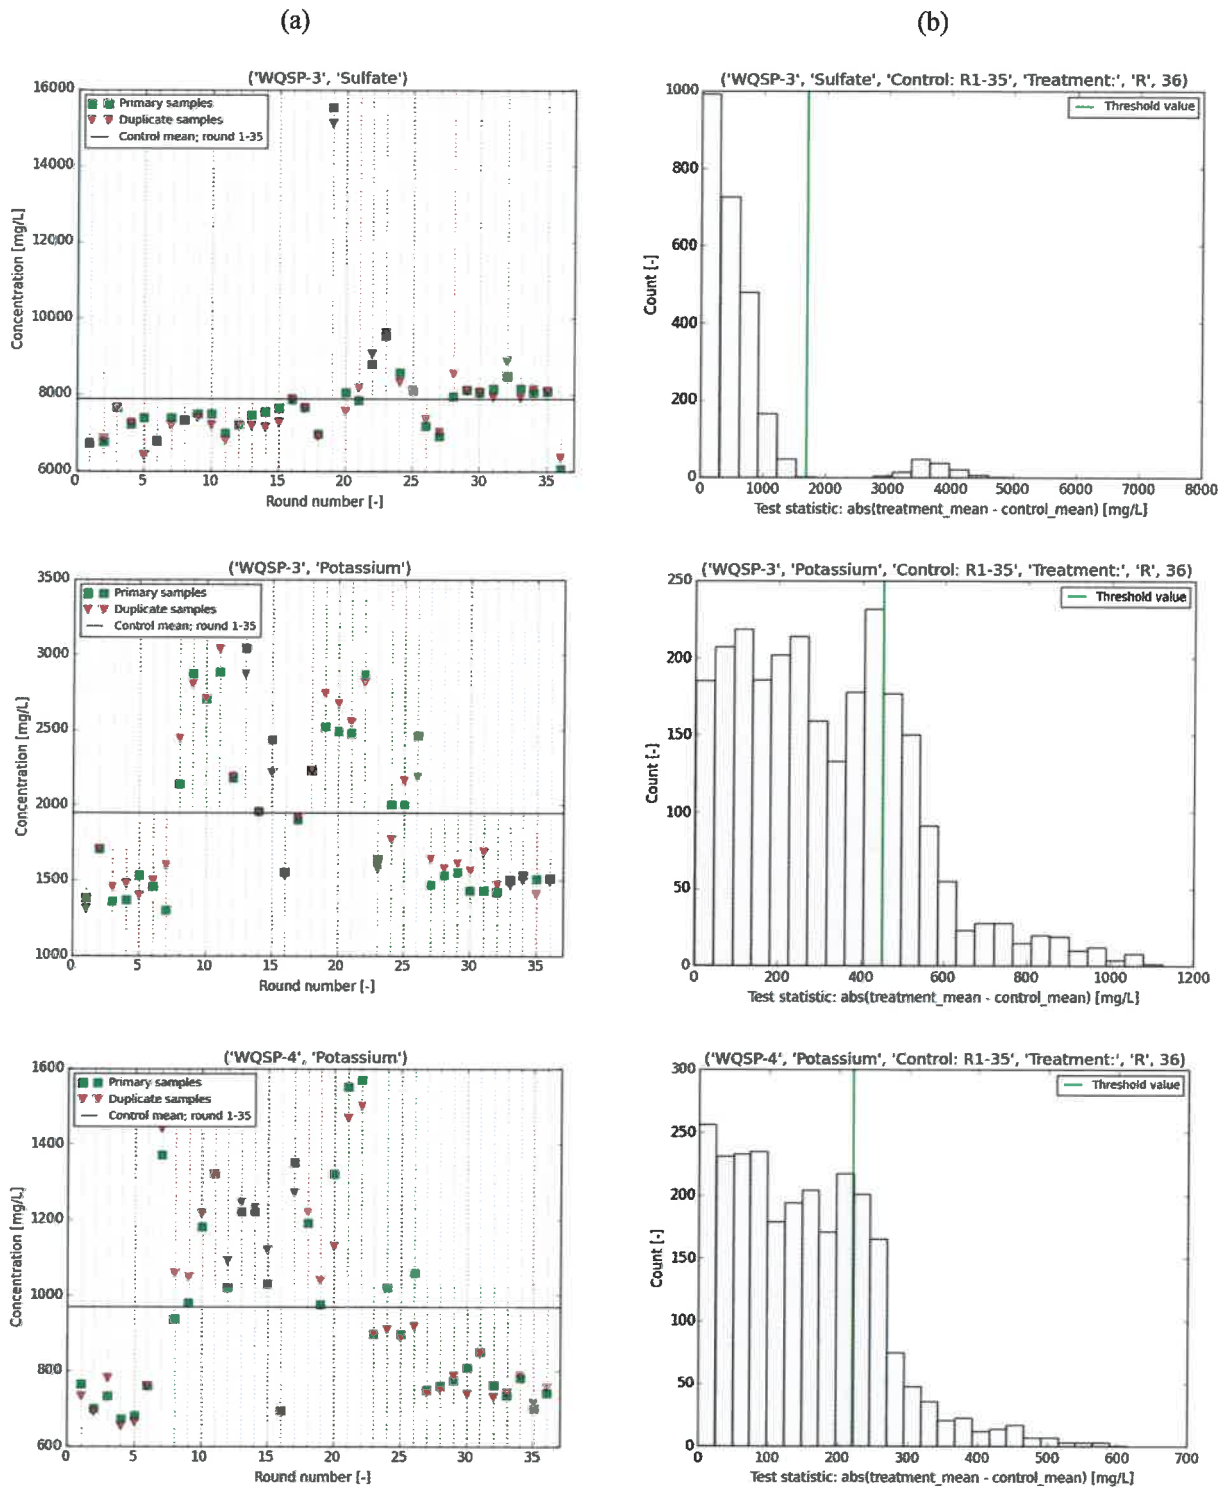 (a)
(b)
('WQSP-3', 'Sulfate')
16000
14000
12000
10000
8000
6000
Concentration [mg/L]
Primary samples
Duplicate samples
Control mean; round 1-35
0 5 10 15 20 25 30 35
Round number [-]
('WQSP-3', 'Sulfate', 'Control: R1-35', 'Treatment:', 'R', 36)
1000
800
600
400
200
0
Count [-]
Threshold value
0 1000 2000 3000 4000 5000 6000 7000 8000
Test statistic: abs(treatment_mean - control_mean) [mg/L]
('WQSP-3', 'Potassium')
3500
3000
2500
2000
1500
1000
Concentration [mg/L]
Primary samples
Duplicate samples
Control mean; round 1-35
0 5 10 15 20 25 30 35
Round number [-]
('WQSP-3', 'Potassium', 'Control: R1-35', 'Treatment:', 'R', 36)
250
200
150
100
50
0
Count [-]
Threshold value
0 200 400 600 800 1000 1200
Test statistic: abs(treatment_mean - control_mean) [mg/L]
('WQSP-4', 'Potassium')
1600
1400
1200
1000
800
600
Concentration [mg/L]
Primary samples
Duplicate samples
Control mean; round 1-35
0 5 10 15 20 25 30 35
Round number [-]
('WQSP-4', 'Potassium', 'Control: R1-35', 'Treatment:', 'R', 36)
300
250
200
150
100
50
0
Count [-]
Threshold value
0 100 200 300 400 500 600 700
Test statistic: abs(treatment_mean - control_mean) [mg/L]